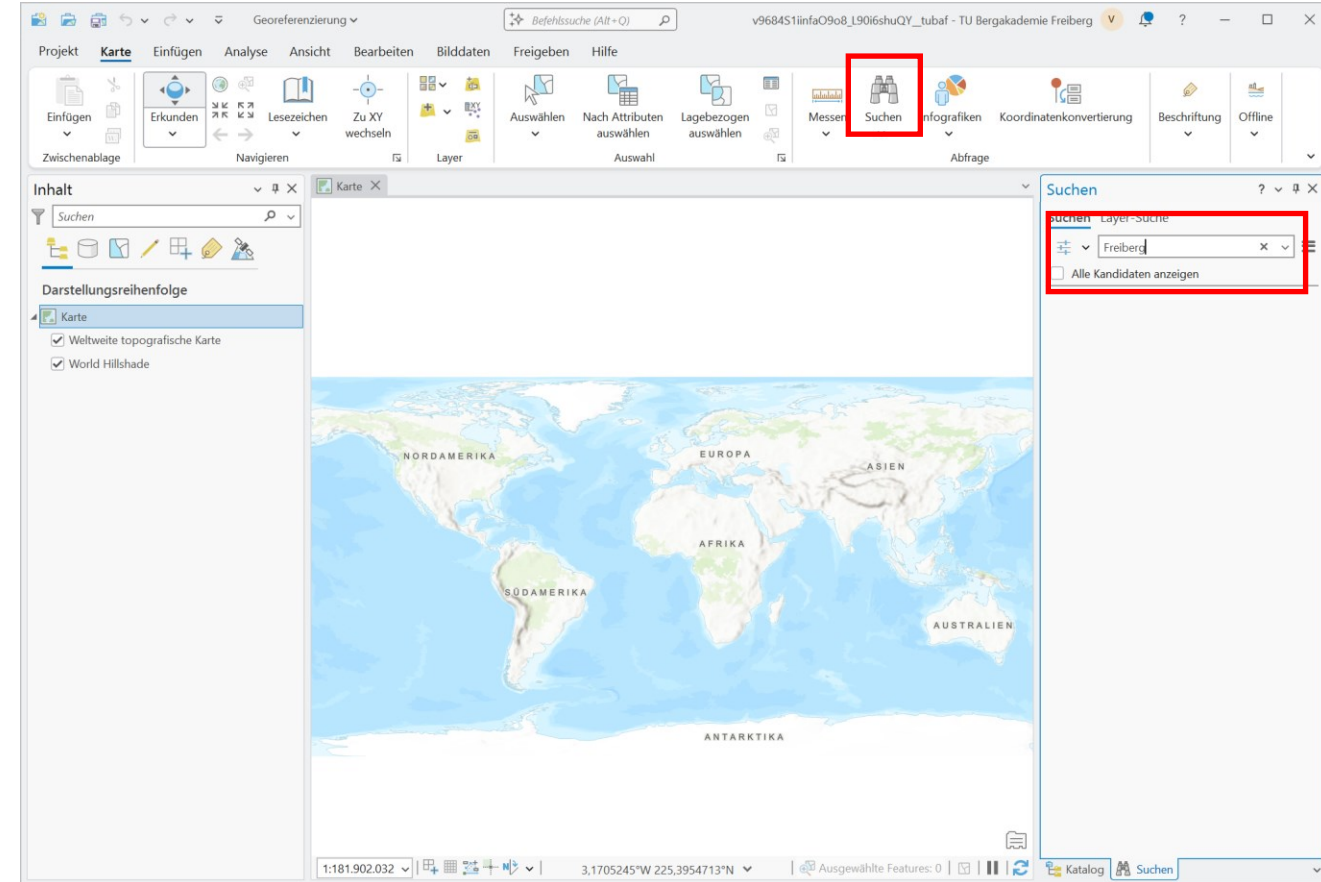 Georeferenzierung
Befehlssuche (Alt+Q)
v9684S1iinfaO9o8_L90i6shuQY__tubaf - TU Bergakademie Freiberg
V
?
Projekt Karte Einfügen Analyse Ansicht Bearbeiten Bilddaten Freigeben Hilfe
Einfügen
Erkunden
Lesezeichen
Zu XY
wechseln
Auswählen
Nach Attributen
auswählen
Lagebezogen
auswählen
Messen
Suchen
Infografiken
Koordinatenkonvertierung
Beschriftung
Offline
Zwischenablage Navigieren Layer Auswahl Abfrage
Inhalt
Suchen
Darstellungsreihenfolge
Karte
Weltweite topografische Karte
World Hillshade
Karte
NORDAMERIKA
EUROPA
ASIEN
AFRIKA
SÜDAMERIKA
AUSTRALIEN
ANTARKTIKA
1:181.902.032
3,1705245°W 225,3954713°N
Ausgewählte Features: 0
Suchen
?
Suchen Layer-Suche
Freiberg
Alle Kandidaten anzeigen
Katalog Suchen